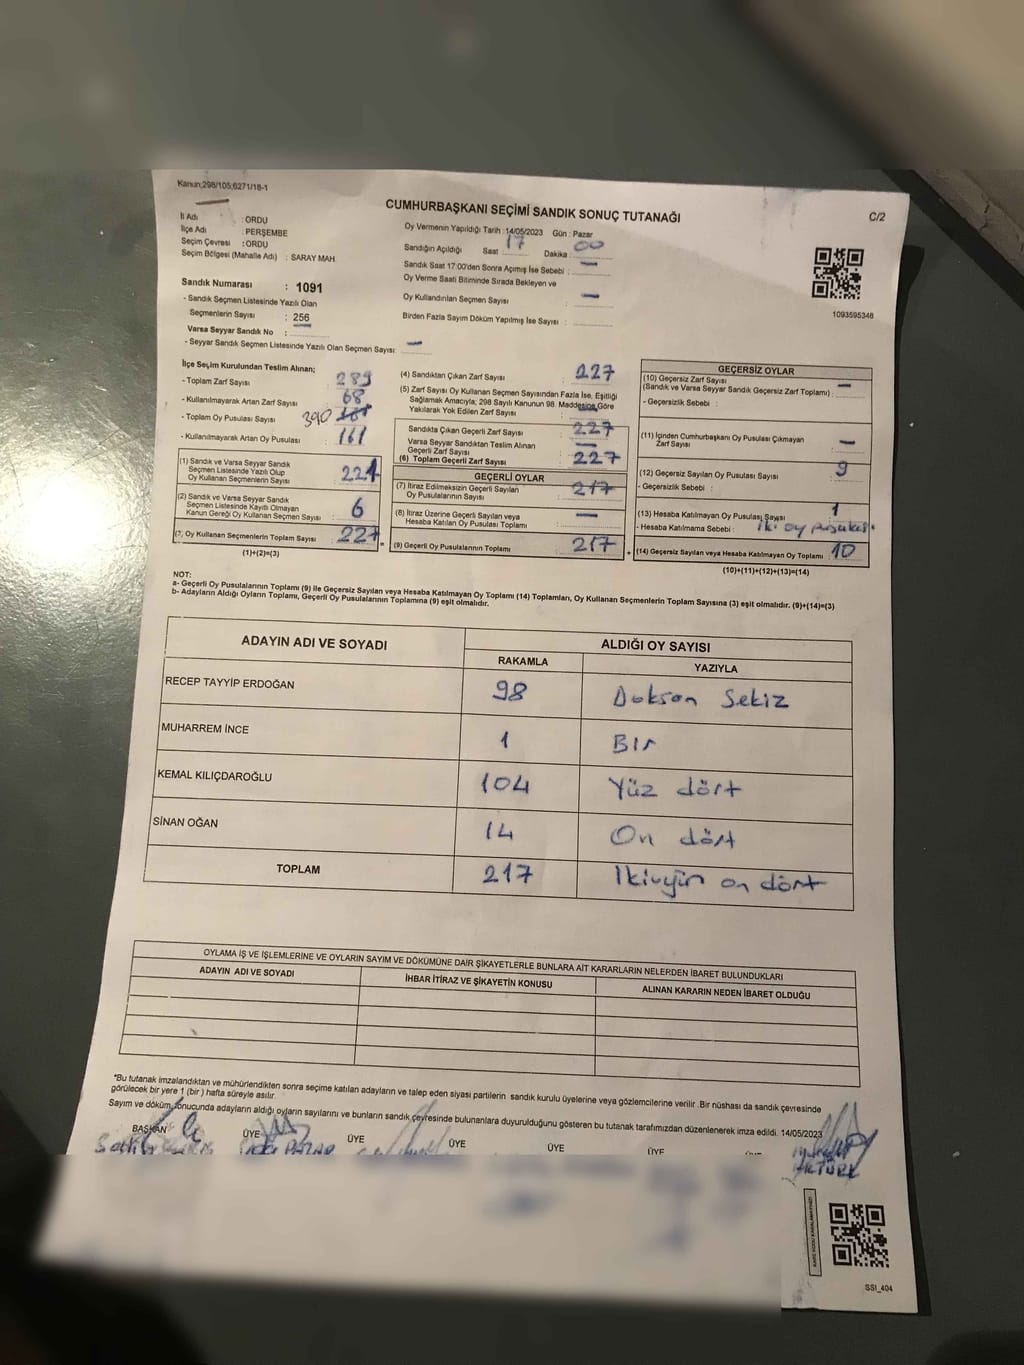 Kanun;298/105,6271/18-1
CUMHURBAŞKANI SEÇİMİ SANDIK SONUÇ TUTANAĞI
C/2
İl Adı : ORDU
İlçe Adı : PERŞEMBE
Seçim Çevresi : ORDU
Seçim Bölgesi (Mahalle Adı) : SARAY MAH.
Oy Vermenin Yapıldığı Tarih :14/05/2023 Gün : Pazar
Sandığın Açıldığı Saat 17 Dakika : 00
Sandık Saat 17:00'den Sonra Açımış İse Sebebi : —
Oy Verme Saati Bitiminde Sırada Bekleyen ve
Oy Kullandırılan Seçmen Sayısı : —
Birden Fazla Sayım Döküm Yapılmış İse Sayısı :
1093595348
Sandık Numarası : 1091
- Sandık Seçmen Listesinde Yazılı Olan
Seçmenlerin Sayısı : 256
Varsa Seyyar Sandık No : —
- Seyyar Sandık Seçmen Listesinde Yazılı Olan Seçmen Sayısı: —
İlçe Seçim Kurulundan Teslim Alınan;
- Toplam Zarf Sayısı 289
- Kullanılmayarak Artan Zarf Sayısı 68
- Toplam Oy Pusulası Sayısı 390
- Kullanılmayarak Artan Oy Pusulası 161
(1) Sandık ve Varsa Seyyar Sandık
Seçmen Listesinde Yazılı Olup
Oy Kullanan Seçmen Sayısı 221
(2) Sandık ve Varsa Seyyar Sandık
Seçmen Listesinde Kayıtlı Olmayan
Kanun Gereği Oy Kullanan Seçmen Sayısı 6
(3) Oy Kullanan Seçmenlerin Toplam Sayısı 227
(1)+(2)=(3)
(4) Sandıktan Çıkan Zarf Sayısı : 227
(5) Zarf Sayısı Oy Kullanan Seçmen Sayısından Fazla İse, Eşitliği
Sağlamak Amacıyla; 298 Sayılı Kanunun 98. Maddesine Göre
Yakılarak Yok Edilen Zarf Sayısı —
Sandıkta Çıkan Geçerli Zarf Sayısı : 227
Varsa Seyyar Sandıktan Teslim Alınan
Geçerli Zarf Sayısı : —
(6) Toplam Geçerli Zarf Sayısı : 227
GEÇERLİ OYLAR
(7) İtiraz Edilmeksizin Geçerli Sayılan
Oy Pusulalarının Sayısı : 217
(8) İtiraz Üzerine Geçerli Sayılan veya
Hesaba Katılan Oy Pusulası Toplamı : —
(9) Geçerli Oy Pusulalarının Toplamı : 217
GEÇERSİZ OYLAR
(10) Geçersiz Zarf Sayısı
(Sandık ve Varsa Seyyar Sandık Geçersiz Zarf Toplamı) : —
- Geçersizlik Sebebi :
(11) İçinden Cumhurbaşkanı Oy Pusulası Çıkmayan
Zarf Sayısı : —
(12) Geçersiz Sayılan Oy Pusulası Sayısı : 9
- Geçersizlik Sebebi :
(13) Hesaba Katılmayan Oy Pusulası Sayısı : 1
- Hesaba Katılmama Sebebi : iki oy pusulası
(14) Geçersiz Sayılan veya Hesaba Katılmayan Oy Toplamı : 10
(10)+(11)+(12)+(13)=(14)
NOT:
a- Geçerli Oy Pusulalarının Toplamı (9) ile Geçersiz Sayılan veya Hesaba Katılmayan Oy Toplamı (14) Toplamları, Oy Kullanan Seçmenlerin Toplam Sayısına (3) eşit olmalıdır. (9)+(14)=(3)
b- Adayların Aldığı Oyların Toplamı, Geçerli Oy Pusulalarının Toplamına (9) eşit olmalıdır.
ADAYIN ADI VE SOYADI ALDIĞI OY SAYISI
RAKAMLA YAZIYLA
RECEP TAYYİP ERDOĞAN 98 Doksan Sekiz
MUHARREM İNCE 1 Bir
KEMAL KILIÇDAROĞLU 104 Yüz dört
SİNAN OĞAN 14 On dört
TOPLAM 217 on dört
OYLAMA İŞ VE İŞLEMLERİNE VE OYLARIN SAYIM VE DÖKÜMÜNE DAİR ŞİKAYETLERLE BUNLARA AİT KARARLARIN NELERDEN İBARET BULUNDUKLARI
ADAYIN ADI VE SOYADI İHBAR İTİRAZ VE ŞİKAYETİN KONUSU ALINAN KARARIN NEDEN İBARET OLDUĞU
*Bu tutanak imzalandıktan ve mühürlendikten sonra seçime katılan adayların ve talep eden siyasi partilerin sandık kurulu üyelerine veya gözlemcilerine verilir .Bir nüshası da sandık çevresinde
görülecek bir yere 1 (bir ) hafta süreyle asılır.
Sayım ve döküm sonucunda adayların aldığı oyların sayılarını ve bunların sandık çevresinde bulunanlara duyurulduğunu gösteren bu tutanak tarafımızdan düzenlenerek imza edildi. 14/05/2023
BAŞKAN ÜYE ÜYE ÜYE ÜYE ÜYE
AKTÜRK
SSI_404